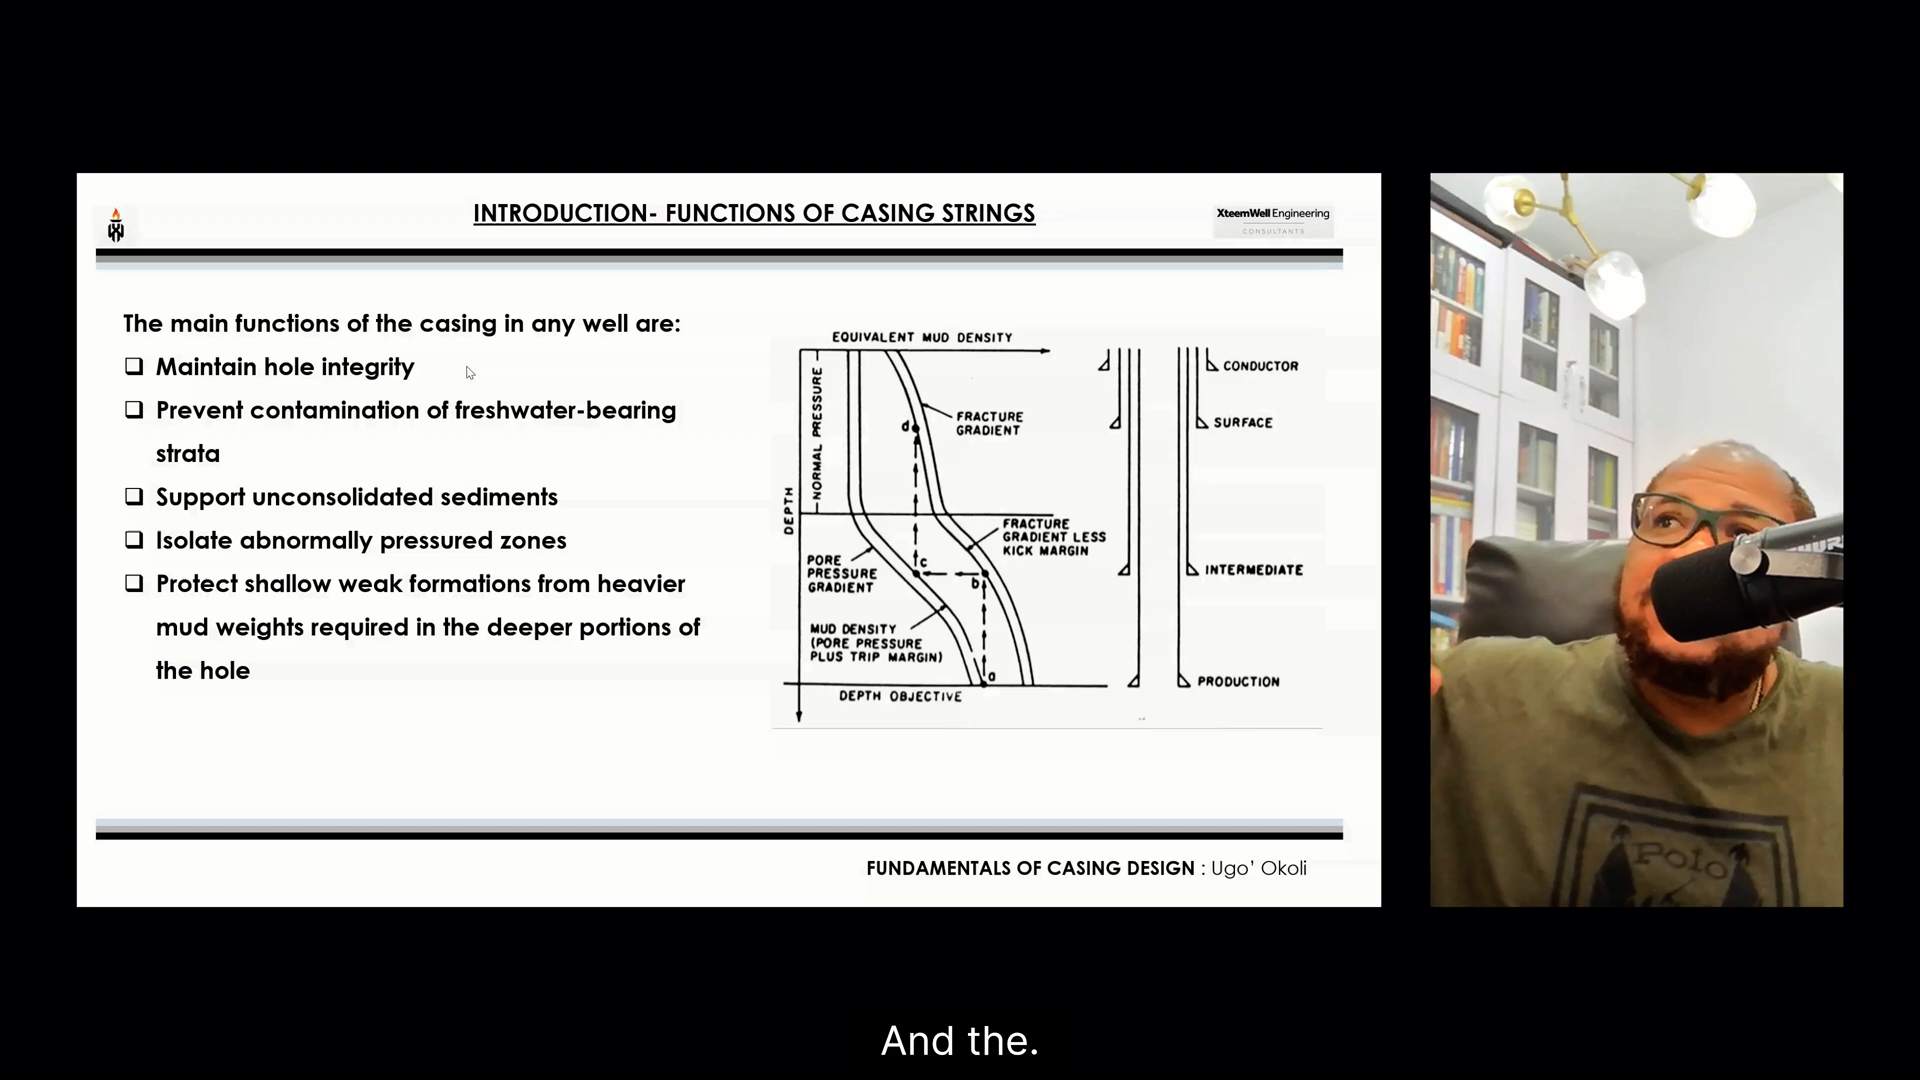 INTRODUCTION- FUNCTIONS OF CASING STRINGS
XteemWell Engineering
CONSULTANTS
The main functions of the casing in any well are:
❑ Maintain hole integrity
❑ Prevent contamination of freshwater-bearing
strata
❑ Support unconsolidated sediments
❑ Isolate abnormally pressured zones
❑ Protect shallow weak formations from heavier
mud weights required in the deeper portions of
the hole
EQUIVALENT MUD DENSITY
NORMAL PRESSURE
DEPTH
FRACTURE
GRADIENT
d
FRACTURE
GRADIENT LESS
KICK MARGIN
PORE
PRESSURE
GRADIENT
c
b
MUD DENSITY
(PORE PRESSURE
PLUS TRIP MARGIN)
a
DEPTH OBJECTIVE
CONDUCTOR
SURFACE
INTERMEDIATE
PRODUCTION
FUNDAMENTALS OF CASING DESIGN : Ugo’ Okoli
Polo
And the.